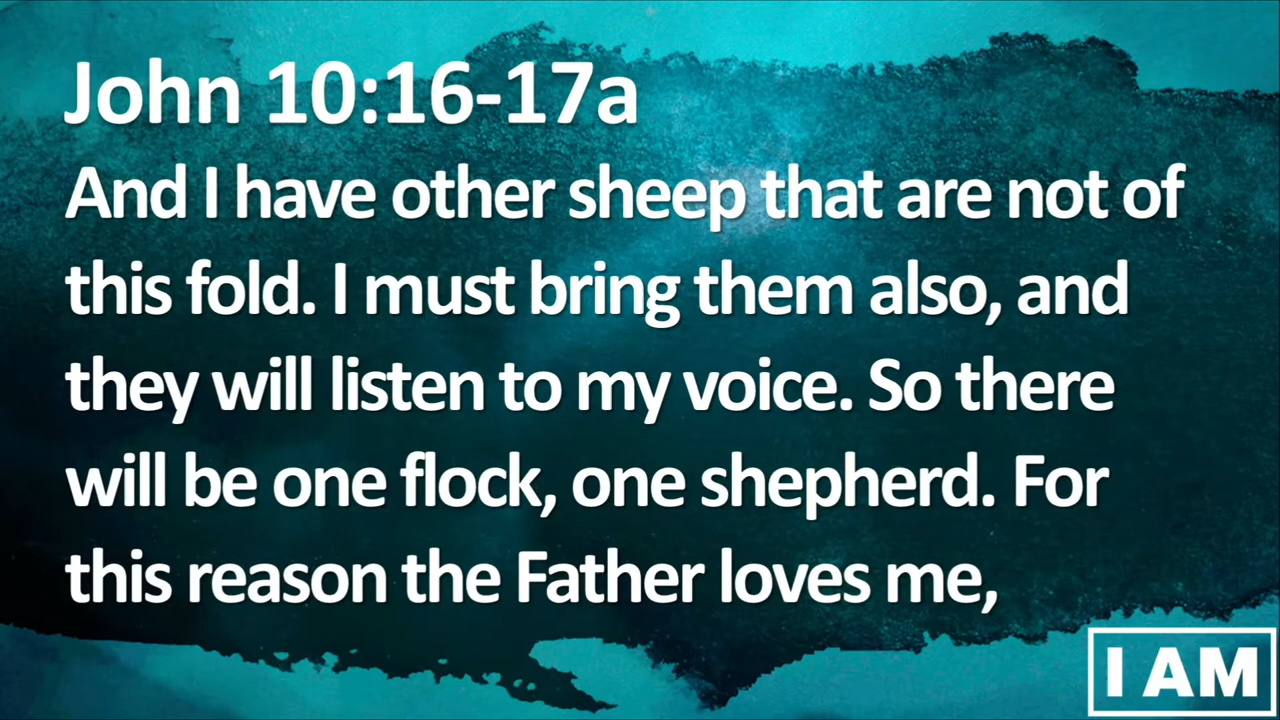 John 10:16-17a
And I have other sheep that are not of
this fold. I must bring them also, and
they will listen to my voice. So there
will be one flock, one shepherd. For
this reason the Father loves me,
I AM